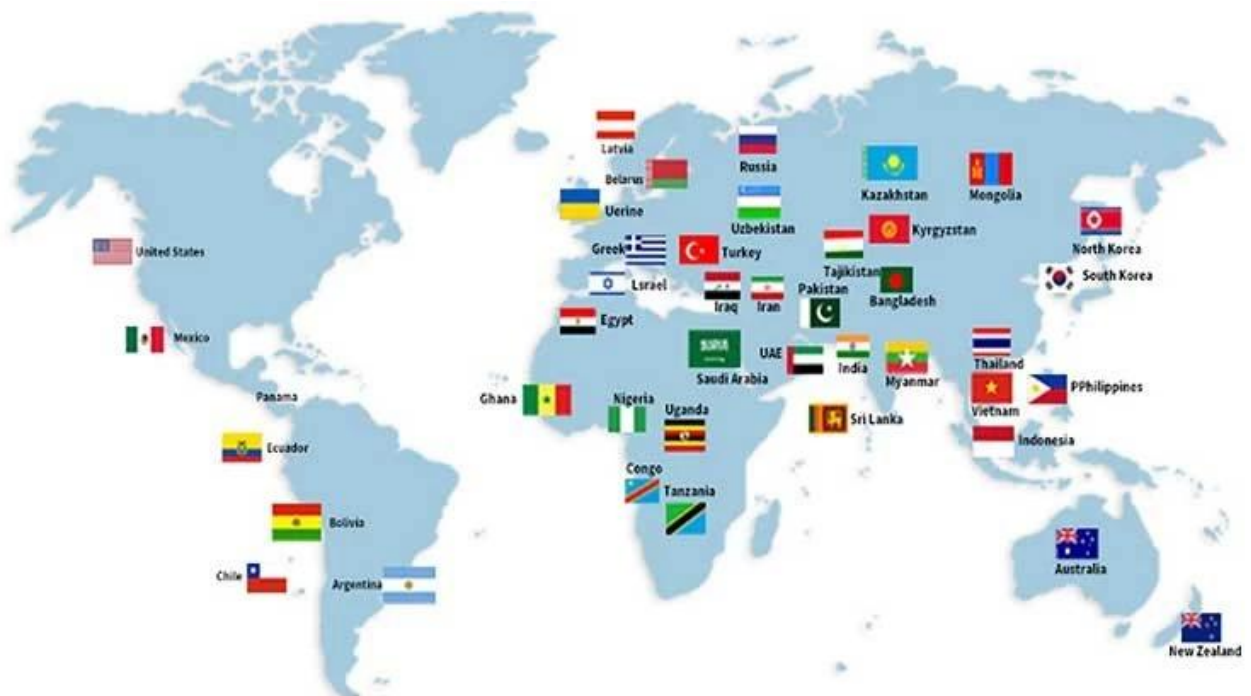 Latvia
Russia
Belarus
Kazakhstan
Mongolia
Uerine
Uzbekistan
Kyrgyzstan
North Korea
United States
Greek
Turkey
Tajikistan
South Korea
Lsrael
Iraq
Iran
Pakistan
Bangladesh
Egypt
Mexico
UAE
India
Thailand
Saudi Arabia
Myanmar
PPhilippines
Panama
Ghana
Nigeria
Uganda
Vietnam
Sri Lanka
Indonesia
Ecuador
Congo
Tanzania
Bolivia
Chile
Argentina
Australia
New Zealand